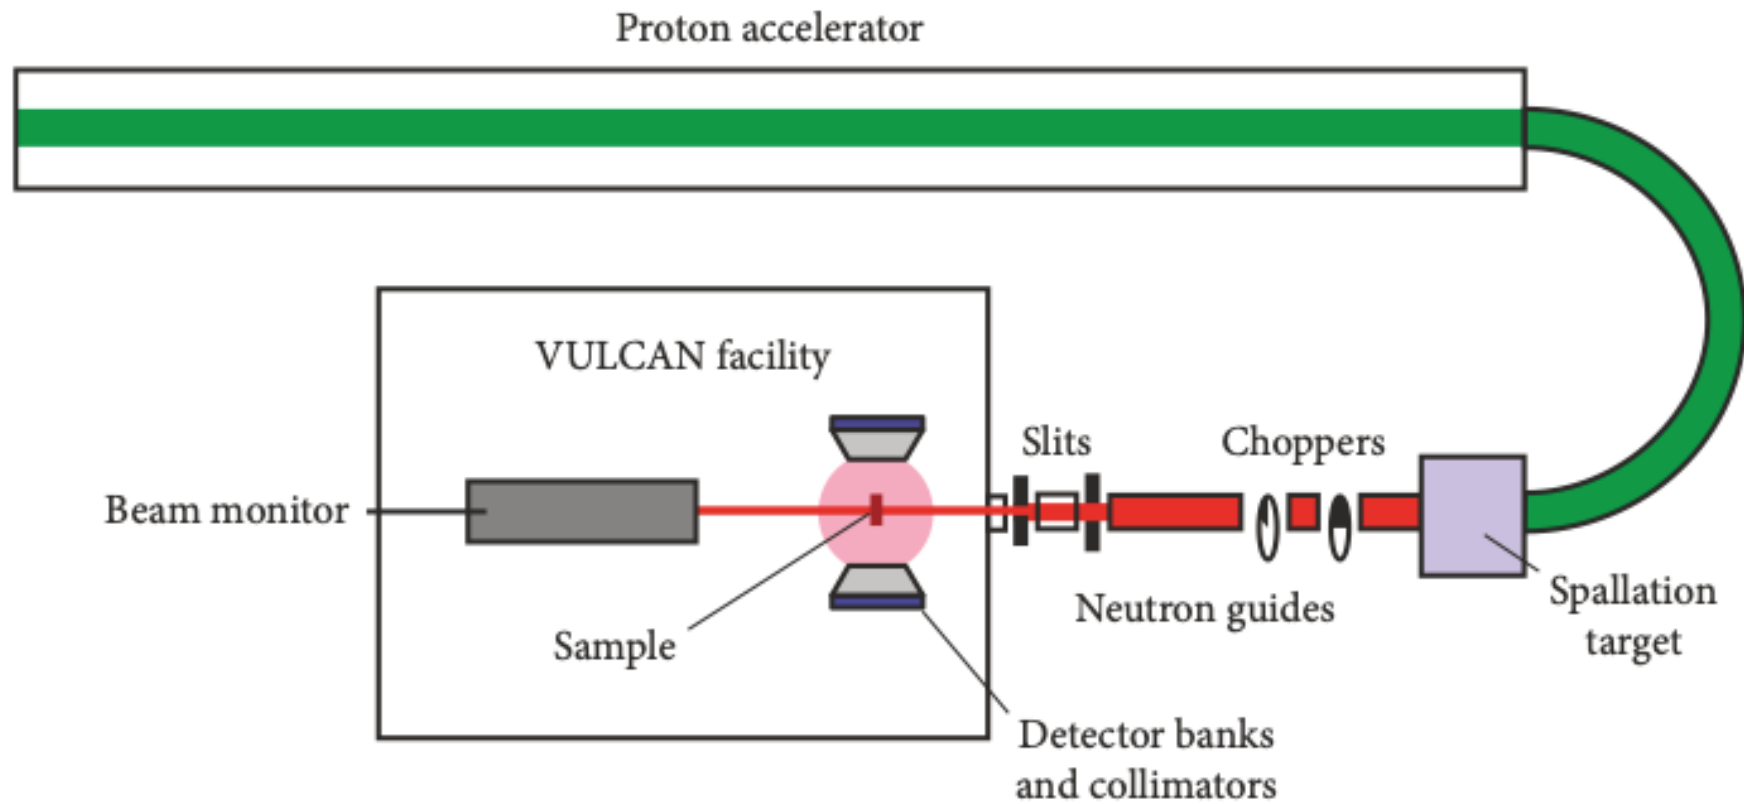 Proton accelerator
VULCAN facility
Slits
Choppers
Beam monitor
Neutron guides
Spallation
target
Sample
Detector banks
and collimators